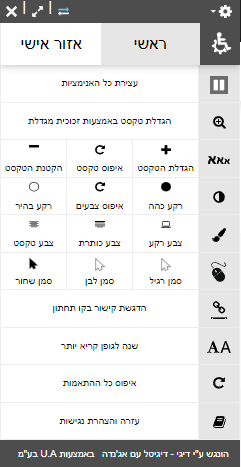 ראשי
אזור אישי
עצירת כל האנימציות
הגדלת טקסט באמצעות זכוכית מגדלת
הגדלת הטקסט
איפוס טקסט
הקטנת הטקסט
רקע כהה
איפוס צבעים
רקע בהיר
צבע רקע
צבע כותרת
צבע טקסט
סמן רגיל
סמן לבן
סמן שחור
הדגשת קישור בקו תחתון
שנה לגופן קריא יותר
איפוס כל ההתאמות
עזרה והצהרת נגישות
אאא
AA
הונגש ע"י דיגי - דיגיטל עם אג'נדה באמצעות U.A בע"מ